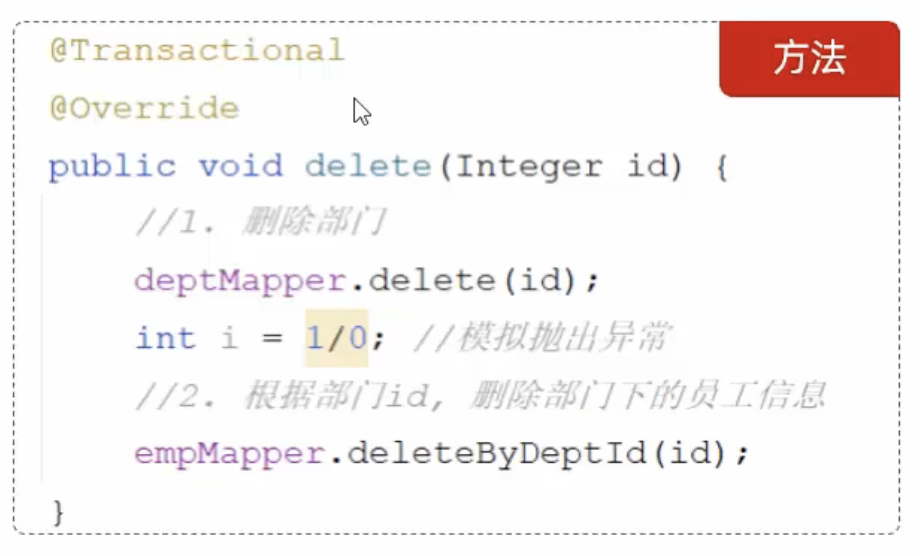 @Transactional
方法
@Override
public void delete(Integer id) {
//1. 删除部门
deptMapper.delete(id);
int i = 1/0; //模拟抛出异常
//2. 根据部门id, 删除部门下的员工信息
empMapper.deleteByDeptId(id);
}